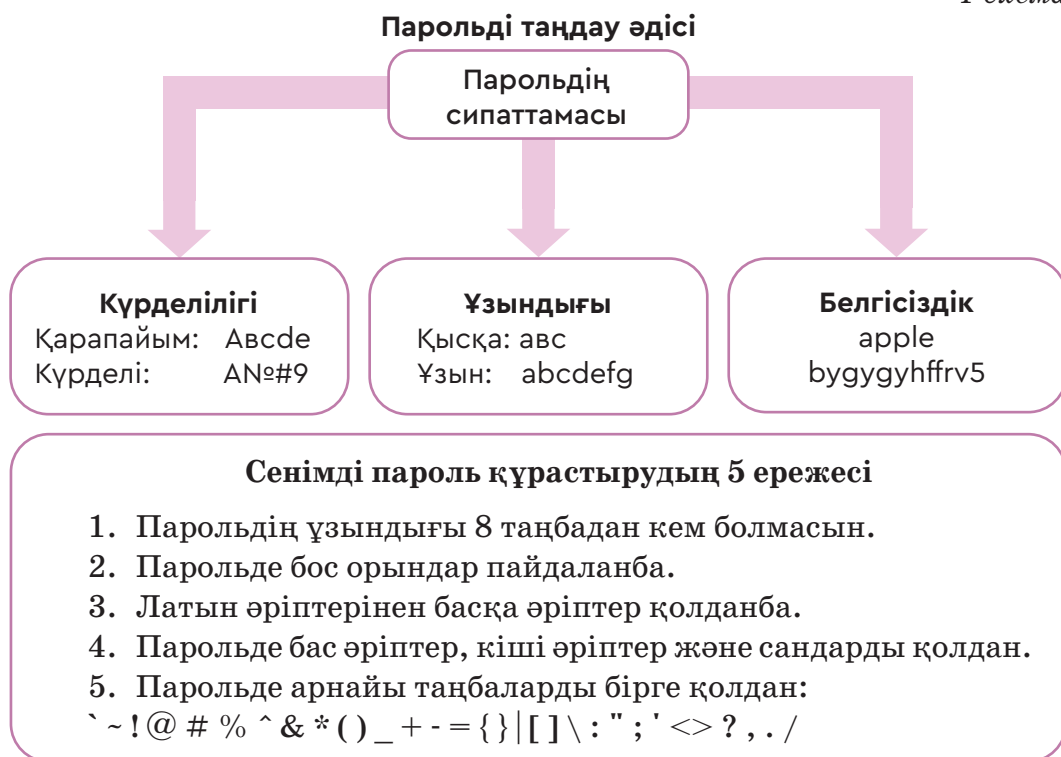 Парольді таңдау әдісі
Парольдің
сипаттамасы
Күрделілігі
Қарапайым: Авcde
Күрделі: AN№#9
Ұзындығы
Қысқа: авс
Ұзын: abcdefg
Белгісіздік
apple
bygygyhffrv5
Сенімді пароль құрастырудың 5 ережесі
1. Парольдің ұзындығы 8 таңбадан кем болмасын.
2. Парольде бос орындар пайдаланба.
3. Латын әріптерінен басқа әріптер қолданба.
4. Парольде бас әріптер, кіші әріптер және сандарды қолдан.
5. Парольде арнайы таңбаларды бірге қолдан:
` ~ ! @ # % ^ & * ( ) _ + - = { } | [ ] \ : " ; ' < > ? , . /